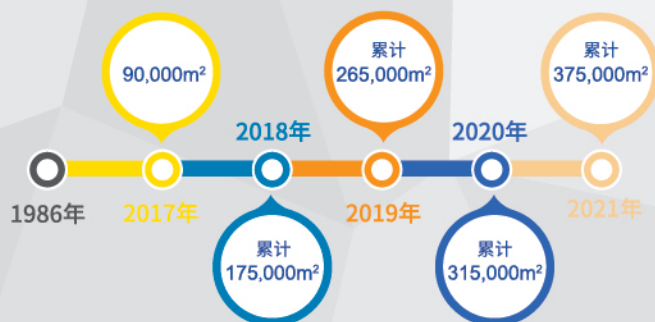 90,000m²
累计
265,000m²
累计
375,000m²
2018年
2020年
1986年
2017年
2019年
2021年
累计
175,000m²
累计
315,000m²